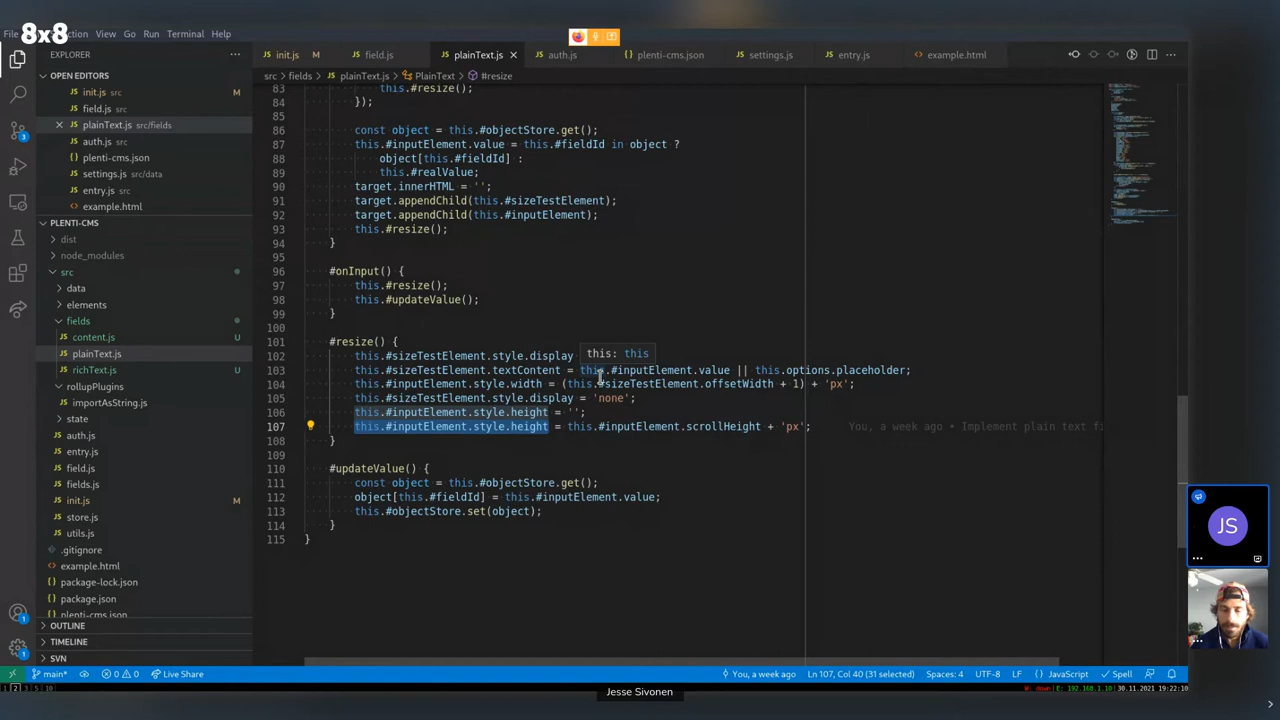 8x8
File
View
Go
Run
Terminal
Help
EXPLORER
init.js M
field.js
plainText.js
auth.js
plenti-cms.js
settings.js
entry.js
example.html
src > fields > JS plainText.js > PlainText > #resize
OPEN EDITORS
JS init.js src M
JS field.js
JS plainText.js src/fields
JS auth.js
JS plenti-cms.json
JS settings.js src/data
JS entry.js
example.html
PLENTI-CMS
dist
node_modules
src
data
elements
fields
JS content.js U
JS plainText.js
JS richText.js U
rollupPlugins
JS importAsString.js
state
JS auth.js
JS entry.js
JS field.js
JS fields.js
JS init.js M
JS store.js
JS utils.js
.gitignore
example.html
package-lock.json
package.json
plenti-cms.js
OUTLINE
TIMELINE
SVN
83 this.#resize();
84 });
85
86 const object = this.#objectStore.get();
87 this.#inputElement.value = this.#fieldId in object ?
88 object[this.#fieldId] :
89 this.#realValue;
90 target.innerHTML = '';
91 target.appendChild(this.#sizeTestElement);
92 target.appendChild(this.#inputElement);
93 this.#resize();
94 }
95
96 #onInput() {
97 this.#resize();
98 this.#updateValue();
99 }
100
101 #resize() {
this: this
102 this.#sizeTestElement.style.display
103 this.#sizeTestElement.textContent = this.#inputElement.value || this.options.placeholder;
104 this.#inputElement.style.width = (this.#sizeTestElement.offsetWidth + 1) + 'px';
105 this.#sizeTestElement.style.display = 'none';
106 this.#inputElement.style.height = '';
107 this.#inputElement.style.height = this.#inputElement.scrollHeight + 'px'; You, a week ago • Implement plain text fi
108 }
109
110 #updateValue() {
111 const object = this.#objectStore.get();
112 object[this.#fieldId] = this.#inputElement.value;
113 this.#objectStore.set(object);
114 }
115 }
JS
main* 0 0 Live Share
You, a week ago Ln 107, Col 40 (31 selected) Spaces: 4 UTF-8 LF JavaScript Spell
E: 192.168.1.10 30.11.2021 19:22:10
Jesse Sivonen